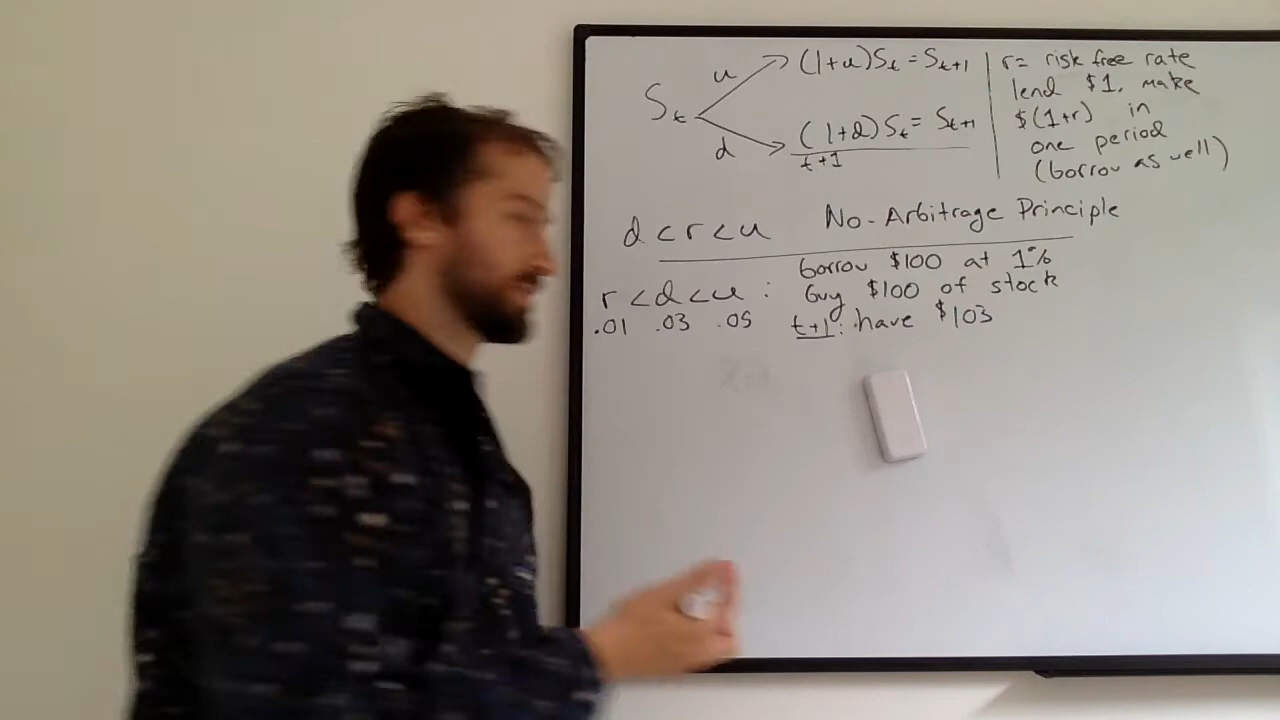 u (1+u)S_t = S_t+1
S_t
d (1+d)S_t = S_t+1
t+1
r = risk free rate
lend $1, make
$(1+r) in
one period
(borrow as well)
d < r < u No-Arbitrage Principle
borrow $100 at 1%
r < d < u : buy $100 of stock
.01 .03 .05 t+1: have $103